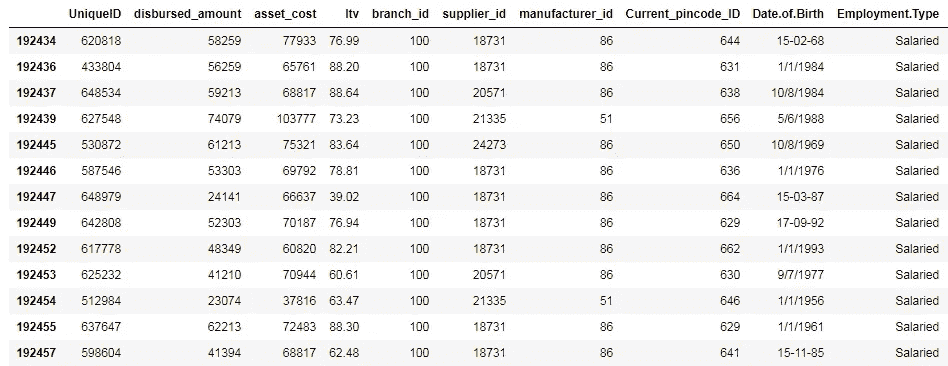 UniqueID disbursed_amount asset_cost ltv branch_id supplier_id manufacturer_id Current_pincode_ID Date.of.Birth Employment.Type
192434 620818 58259 77933 76.99 100 18731 86 644 15-02-68 Salaried
192436 433804 56259 65761 88.20 100 18731 86 631 1/1/1984 Salaried
192437 648534 59213 68817 88.64 100 20571 86 638 10/8/1984 Salaried
192439 627548 74079 103777 73.23 100 21335 51 656 5/6/1988 Salaried
192445 530872 61213 75321 83.64 100 24273 86 650 10/8/1969 Salaried
192446 587546 53303 69792 78.81 100 18731 86 636 1/1/1976 Salaried
192447 648979 24141 66637 39.02 100 18731 86 664 15-03-87 Salaried
192449 642808 52303 70187 76.94 100 18731 86 629 17-09-92 Salaried
192452 617778 48349 60820 82.21 100 18731 86 662 1/1/1993 Salaried
192453 625232 41210 70944 60.61 100 20571 86 630 9/7/1977 Salaried
192454 512984 23074 37816 63.47 100 21335 51 646 1/1/1956 Salaried
192455 637647 62213 72483 88.30 100 18731 86 629 1/1/1961 Salaried
192457 598604 41394 68817 62.48 100 18731 86 641 15-11-85 Salaried